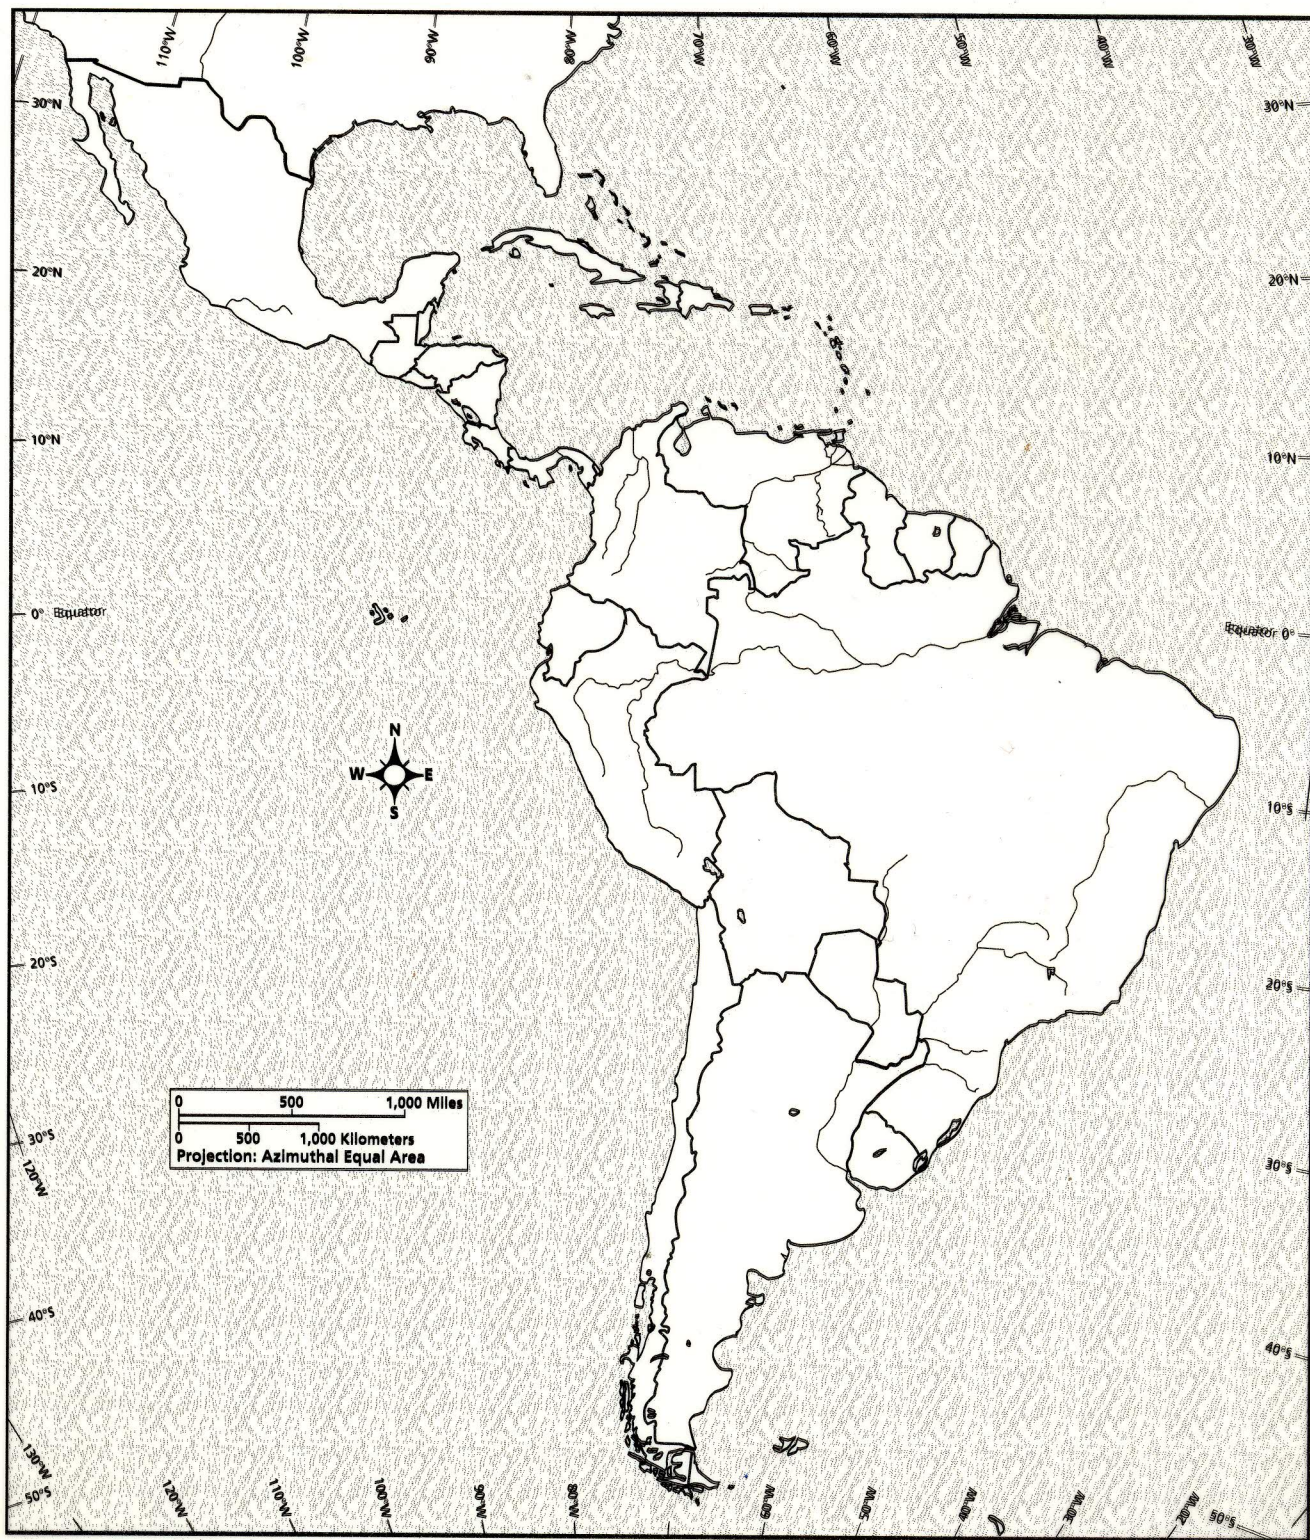 110°W 100°W 90°W 80°W 70°W 60°W 50°W 40°W 30°W
30°N 30°N
20°N 20°N
10°N 10°N
0° Equator Equator 0°
N
W E
S
10°S 10°S
20°S 20°S
0 500 1,000 Miles
0 500 1,000 Kilometers
Projection: Azimuthal Equal Area
30°S 30°S
120°W
40°S 40°S
130°W
50°S 120°W 110°W 100°W 90°W 80°W 60°W 50°W 40°W 30°W 20°W 50°S